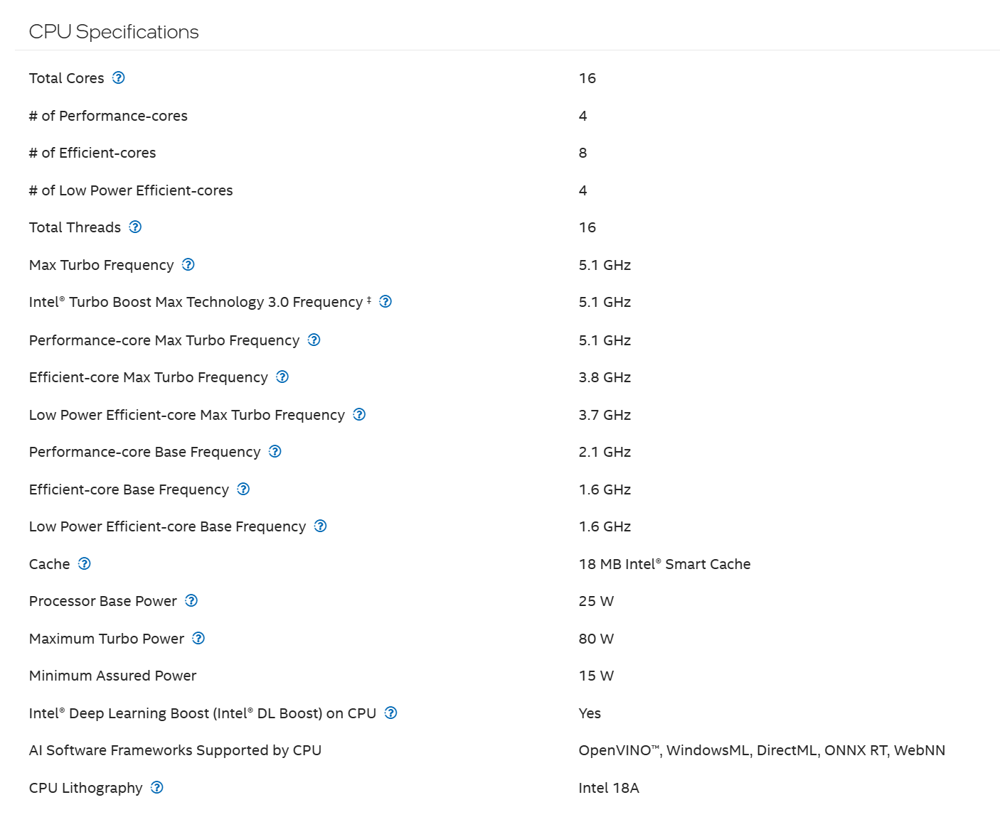 CPU Specifications
Total Cores 16
# of Performance-cores 4
# of Efficient-cores 8
# of Low Power Efficient-cores 4
Total Threads 16
Max Turbo Frequency 5.1 GHz
Intel® Turbo Boost Max Technology 3.0 Frequency ‡ 5.1 GHz
Performance-core Max Turbo Frequency 5.1 GHz
Efficient-core Max Turbo Frequency 3.8 GHz
Low Power Efficient-core Max Turbo Frequency 3.7 GHz
Performance-core Base Frequency 2.1 GHz
Efficient-core Base Frequency 1.6 GHz
Low Power Efficient-core Base Frequency 1.6 GHz
Cache 18 MB Intel® Smart Cache
Processor Base Power 25 W
Maximum Turbo Power 80 W
Minimum Assured Power 15 W
Intel® Deep Learning Boost (Intel® DL Boost) on CPU Yes
AI Software Frameworks Supported by CPU OpenVINO™, WindowsML, DirectML, ONNX RT, WebNN
CPU Lithography Intel 18A